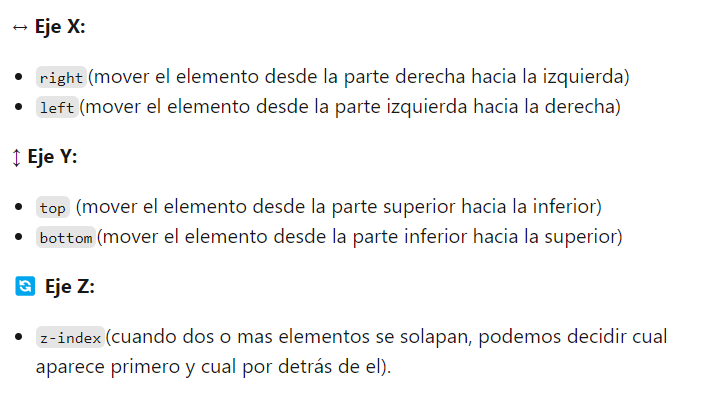 ↔ Eje X:
• right(mover el elemento desde la parte derecha hacia la izquierda)
• left(mover el elemento desde la parte izquierda hacia la derecha)
↕ Eje Y:
• top (mover el elemento desde la parte superior hacia la inferior)
• bottom(mover el elemento desde la parte inferior hacia la superior)
🔄 Eje Z:
• z-index(cuando dos o mas elementos se solapan, podemos decidir cual
aparece primero y cual por detrás de el).